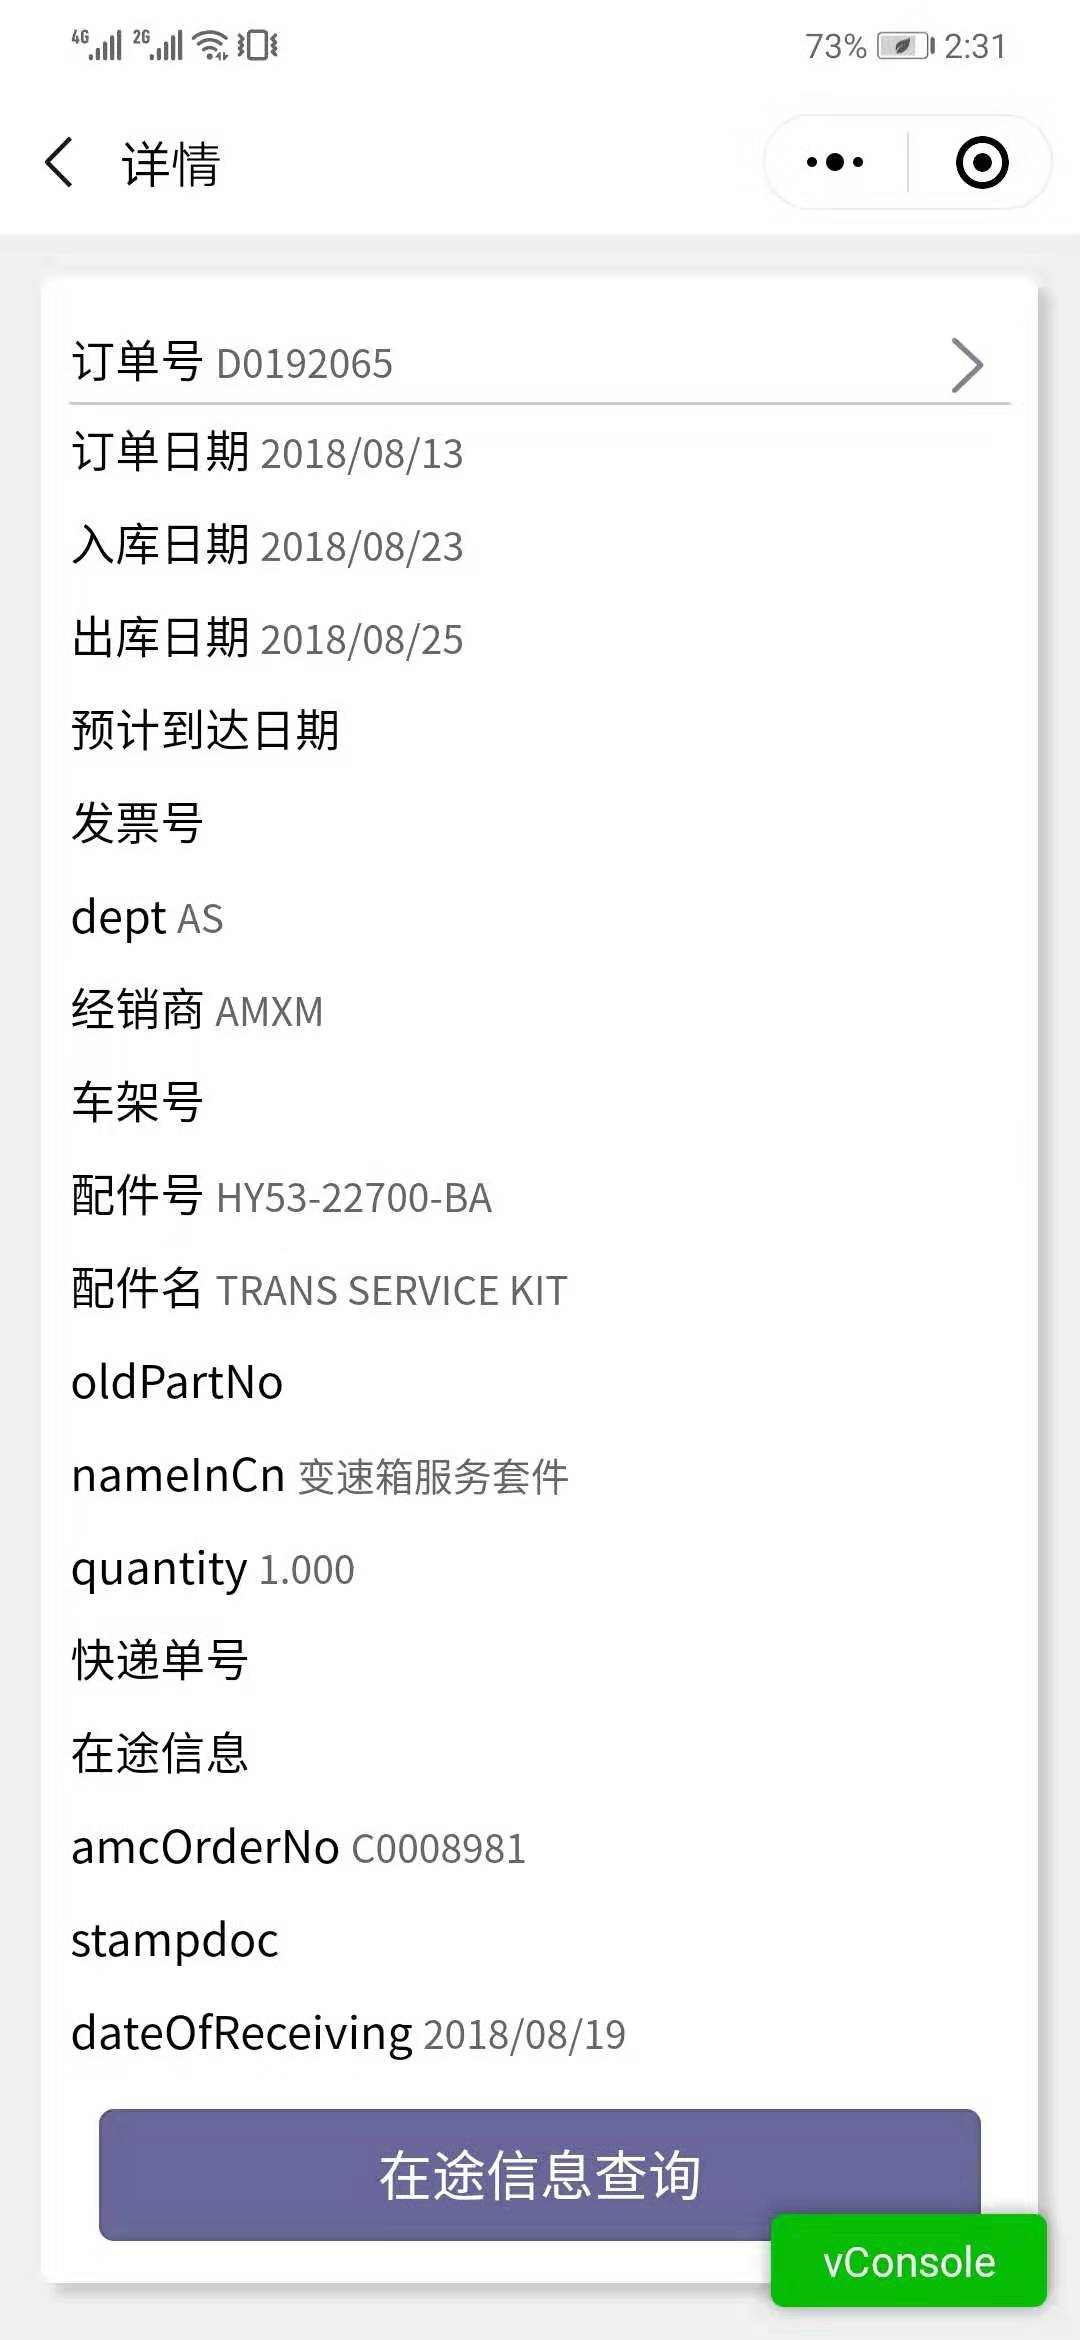 4G 2G 73% 2:31
详情
订单号 D0192065
订单日期 2018/08/13
入库日期 2018/08/23
出库日期 2018/08/25
预计到达日期
发票号
dept AS
经销商 AMXM
车架号
配件号 HY53-22700-BA
配件名 TRANS SERVICE KIT
oldPartNo
nameInCn 变速箱服务套件
quantity 1.000
快递单号
在途信息
amcOrderNo C0008981
stampdoc
dateOfReceiving 2018/08/19
在途信息查询
vConsole